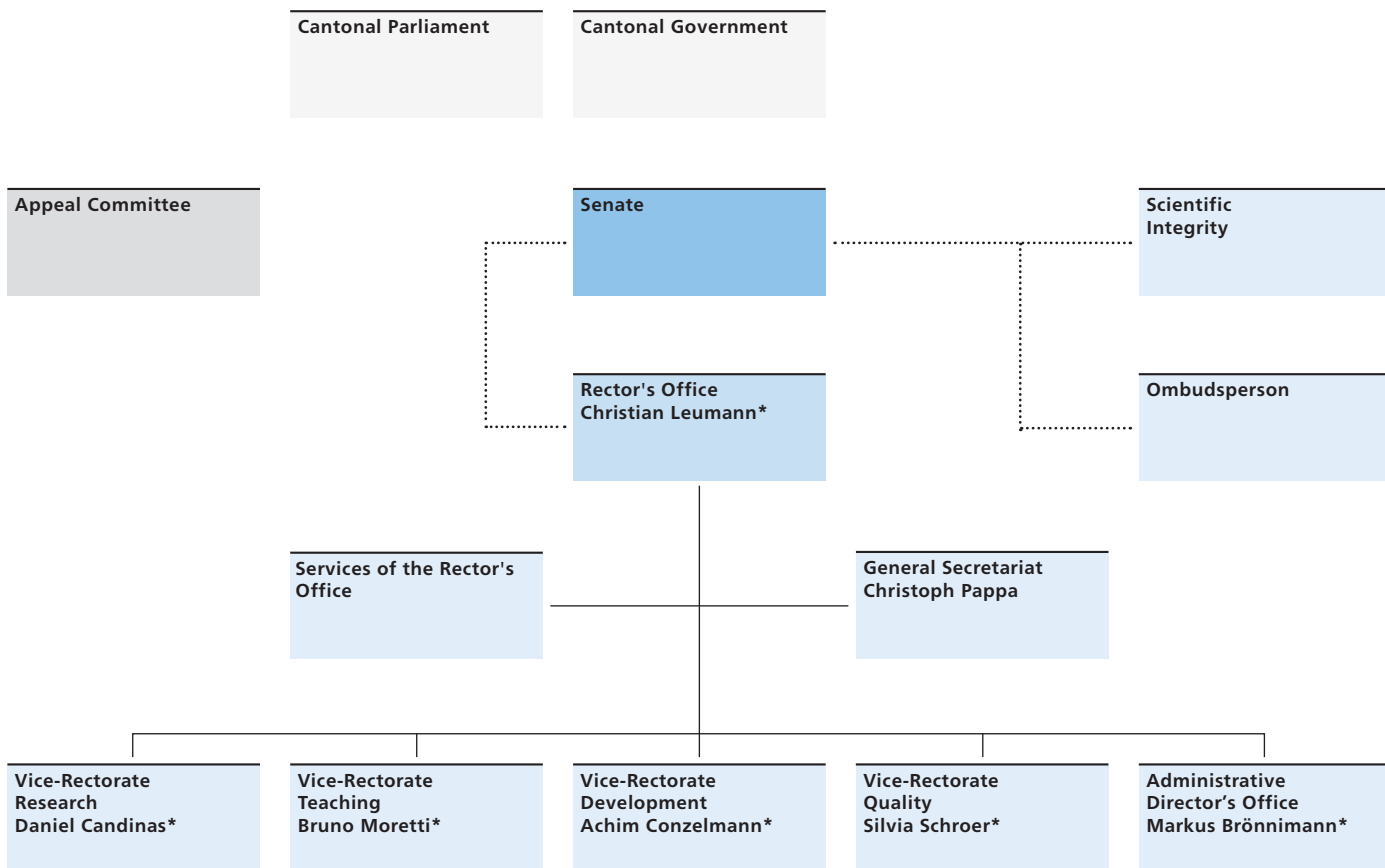 Cantonal Parliament
Cantonal Government
Appeal Committee
Senate
Scientific
Integrity
Rector's Office
Christian Leumann*
Ombudsperson
Services of the Rector's
Office
General Secretariat
Christoph Pappa
Vice-Rectorate
Research
Daniel Candinas*
Vice-Rectorate
Teaching
Bruno Moretti*
Vice-Rectorate
Development
Achim Conzelmann*
Vice-Rectorate
Quality
Silvia Schroer*
Administrative
Director’s Office
Markus Brönnimann*